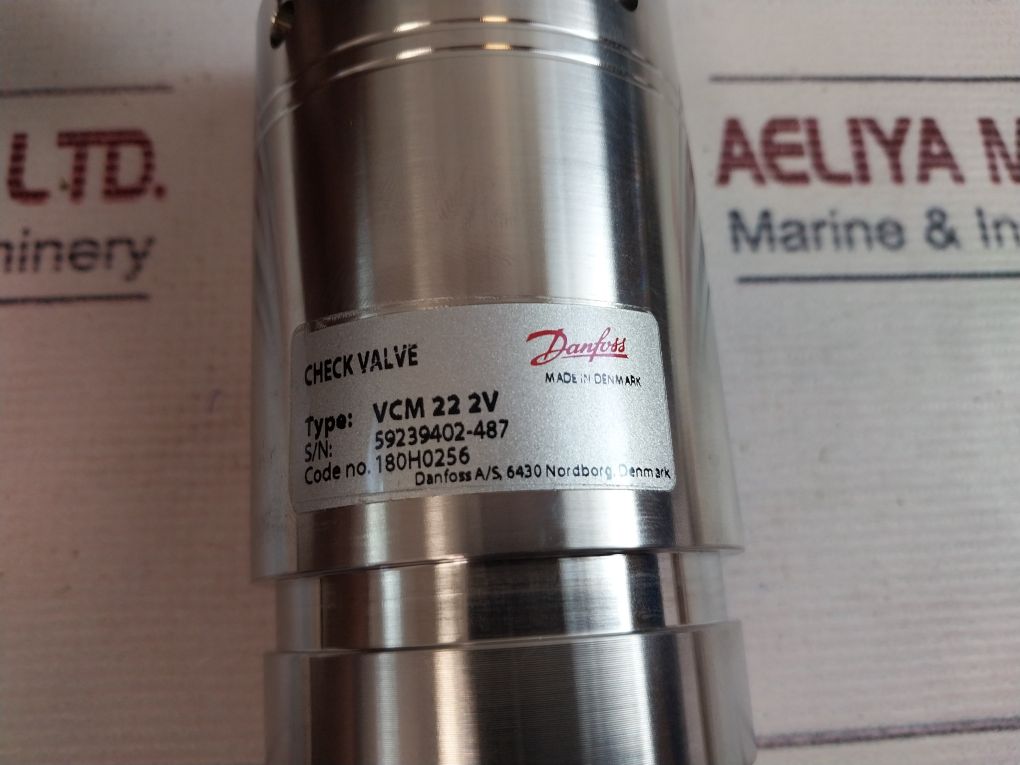 LTD.
AELIYA M
Marine & In
CHECK VALVE
Danfoss
MADE IN DENMARK
Type: VCM 22 2V
S/N: 59239402-487
Code no. 180H0256
Danfoss A/S, 6430 Nordborg, Denmark